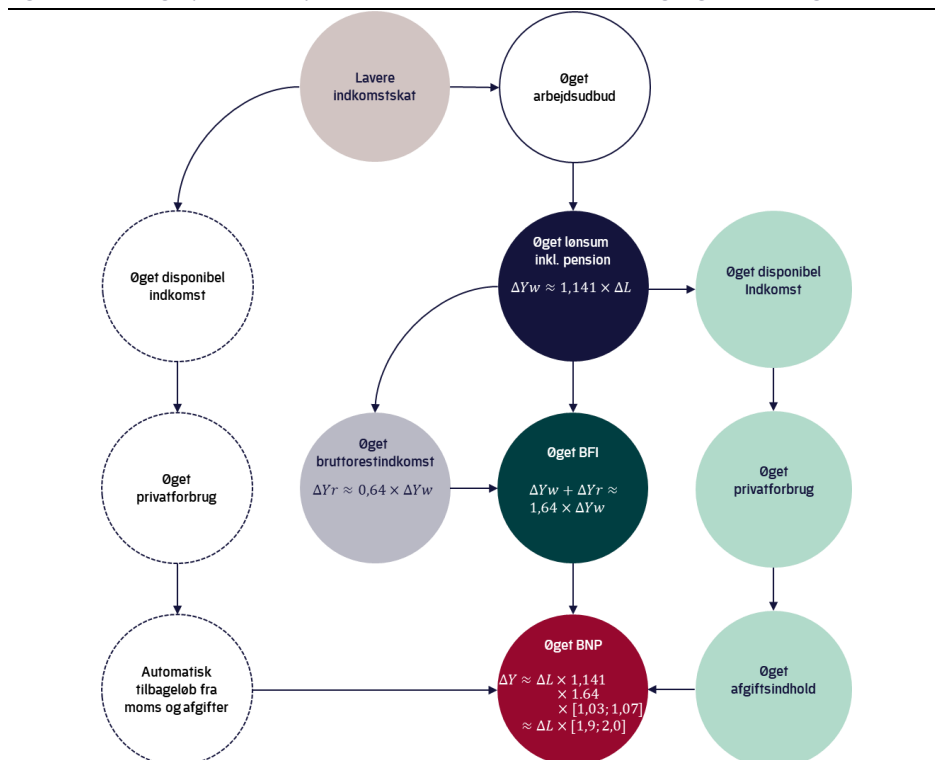 Lavere
indkomstskat
Øget
arbejdsudbud
Øget disponibel
indkomst
Øget lønsum
inkl. pension
ΔYw ≈ 1,141 × ΔL
Øget disponibel
Indkomst
Øget
privatforbrug
Øget
bruttorestindkomst
ΔYr ≈ 0,64 × ΔYw
Øget BFI
ΔYw + ΔYr ≈
1,64 × ΔYw
Øget
privatforbrug
Automatisk
tilbageløb fra
moms og afgifter
Øget BNP
ΔY ≈ ΔL × 1,141
× 1.64
× [1,03; 1,07]
≈ ΔL × [1,9; 2,0]
Øget
afgiftsindhold